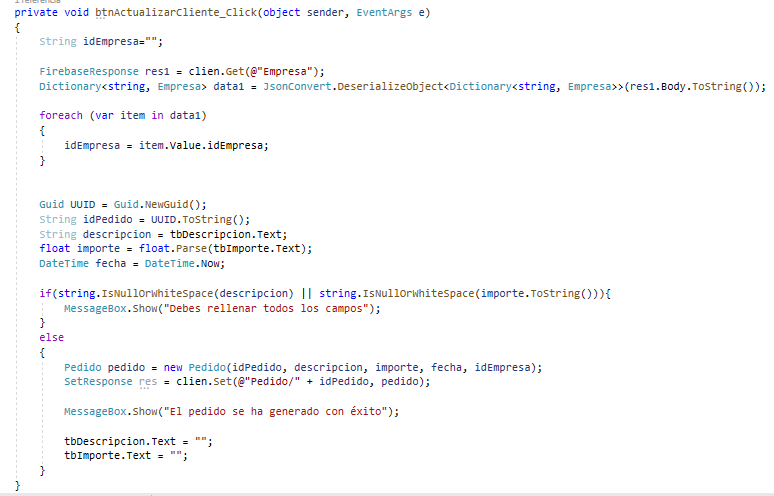 1 referencia
private void btnActualizarCliente_Click(object sender, EventArgs e)
{
    String idEmpresa="";

    FirebaseResponse res1 = clien.Get(@"Empresa");
    Dictionary<string, Empresa> data1 = JsonConvert.DeserializeObject<Dictionary<string, Empresa>>(res1.Body.ToString());

    foreach (var item in data1)
    {
        idEmpresa = item.Value.idEmpresa;
    }


    Guid UUID = Guid.NewGuid();
    String idPedido = UUID.ToString();
    String descripcion = tbDescripcion.Text;
    float importe = float.Parse(tbImporte.Text);
    DateTime fecha = DateTime.Now;

    if(string.IsNullOrWhiteSpace(descripcion) || string.IsNullOrWhiteSpace(importe.ToString())){
        MessageBox.Show("Debes rellenar todos los campos");
    }
    else
    {
        Pedido pedido = new Pedido(idPedido, descripcion, importe, fecha, idEmpresa);
        SetResponse res = clien.Set(@"Pedido/" + idPedido, pedido);

        MessageBox.Show("El pedido se ha generado con éxito");

        tbDescripcion.Text = "";
        tbImporte.Text = "";
    }
}